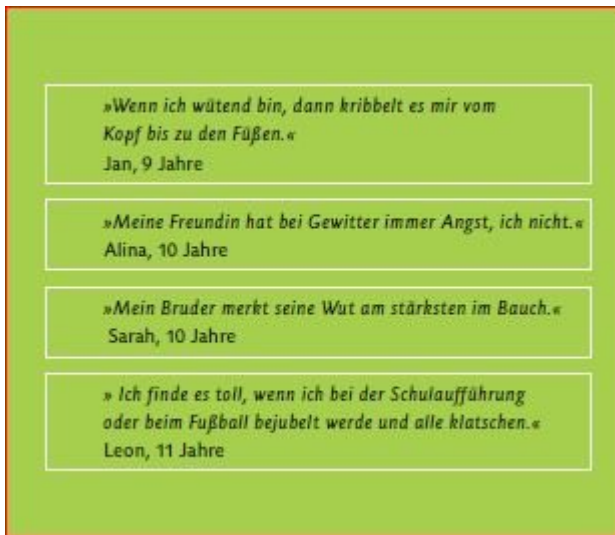 »Wenn ich wütend bin, dann kribbelt es mir vom
Kopf bis zu den Füßen.«
Jan, 9 Jahre
»Meine Freundin hat bei Gewitter immer Angst, ich nicht.«
Alina, 10 Jahre
»Mein Bruder merkt seine Wut am stärksten im Bauch.«
Sarah, 10 Jahre
» Ich finde es toll, wenn ich bei der Schulaufführung
oder beim Fußball bejubelt werde und alle klatschen.«
Leon, 11 Jahre